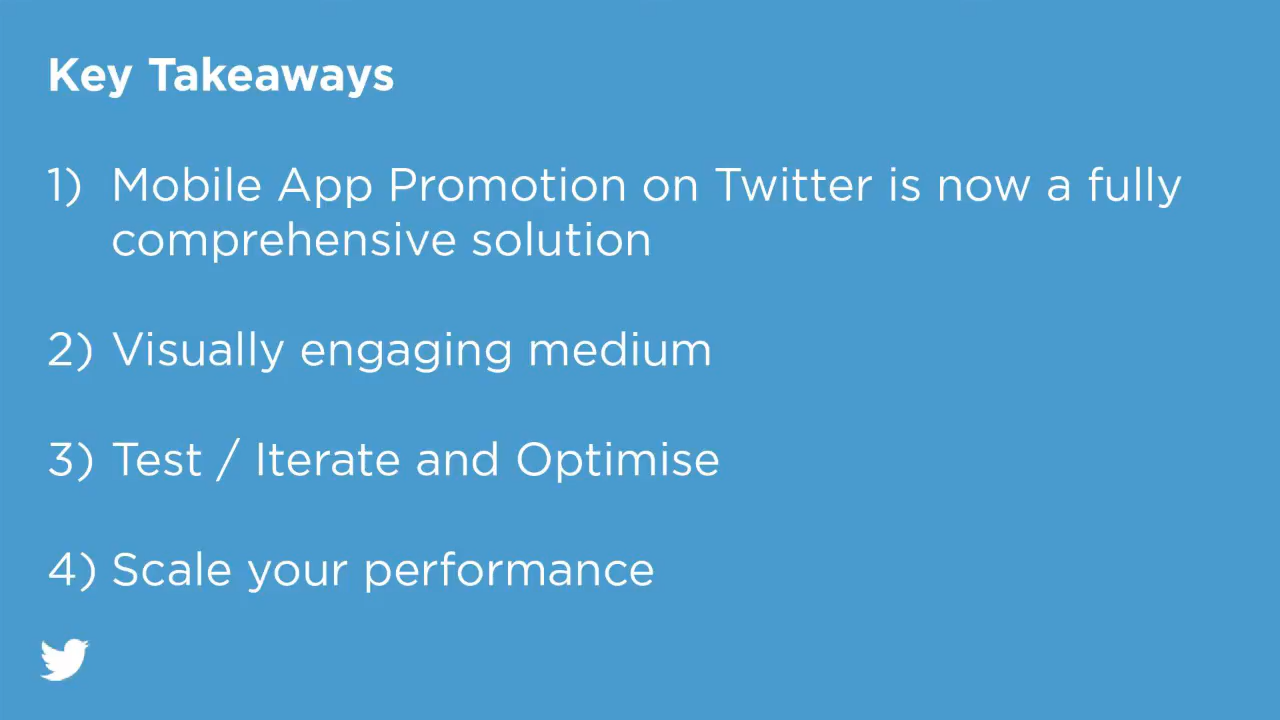 Key Takeaways
1) Mobile App Promotion on Twitter is now a fully
comprehensive solution
2) Visually engaging medium
3) Test / Iterate and Optimise
4) Scale your performance